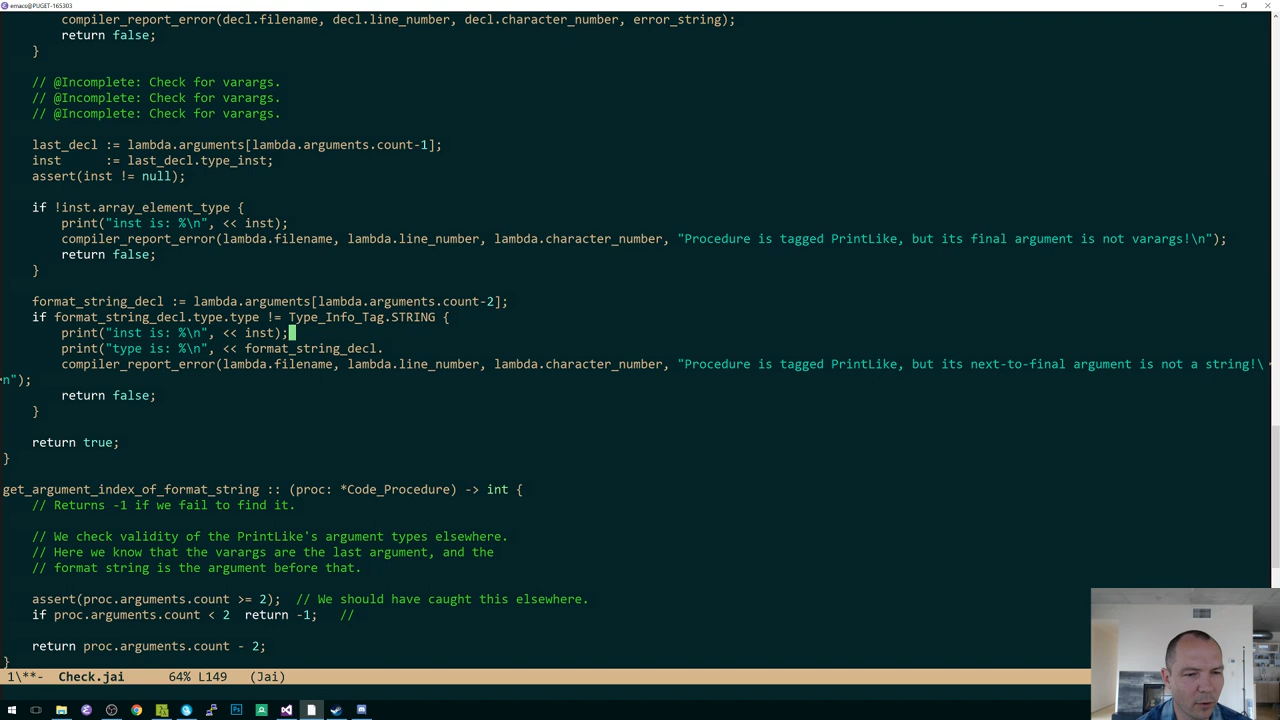 emacs@PUGET-165303
compiler_report_error(decl.filename, decl.line_number, decl.character_number, error_string);
return false;
}
// @Incomplete: Check for varargs.
// @Incomplete: Check for varargs.
// @Incomplete: Check for varargs.
last_decl := lambda.arguments[lambda.arguments.count-1];
inst      := last_decl.type_inst;
assert(inst != null);
if !inst.array_element_type {
print("inst is: %\n", << inst);
compiler_report_error(lambda.filename, lambda.line_number, lambda.character_number, "Procedure is tagged PrintLike, but its final argument is not varargs!\n");
return false;
}
format_string_decl := lambda.arguments[lambda.arguments.count-2];
if format_string_decl.type.type != Type_Info_Tag.STRING {
print("inst is: %\n", << inst);
print("type is: %\n", << format_string_decl.
compiler_report_error(lambda.filename, lambda.line_number, lambda.character_number, "Procedure is tagged PrintLike, but its next-to-final argument is not a string!\
n");
return false;
}
return true;
}
get_argument_index_of_format_string :: (proc: *Code_Procedure) -> int {
// Returns -1 if we fail to find it.
// We check validity of the PrintLike's argument types elsewhere.
// Here we know that the varargs are the last argument, and the
// format string is the argument before that.
assert(proc.arguments.count >= 2);  // We should have caught this elsewhere.
if proc.arguments.count < 2  return -1;   //
return proc.arguments.count - 2;
}
1\**-  Check.jai      64% L149   (Jai)